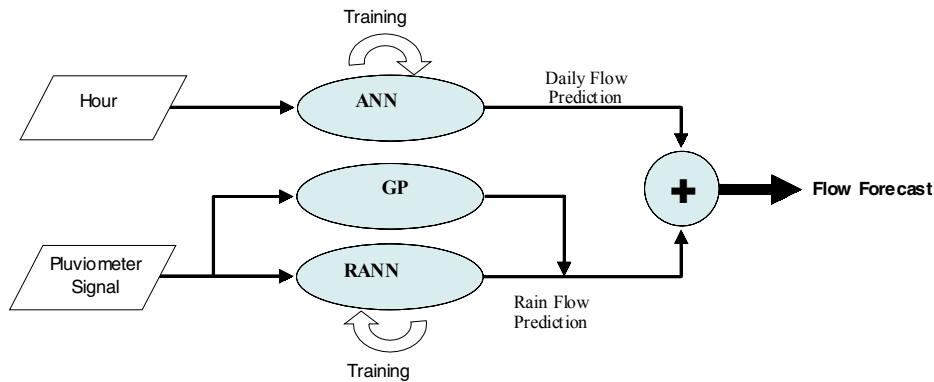 Training
Hour
ANN
Daily Flow
Prediction
GP
+
Flow Forecast
Pluviometer
Signal
RANN
Rain Flow
Prediction
Training